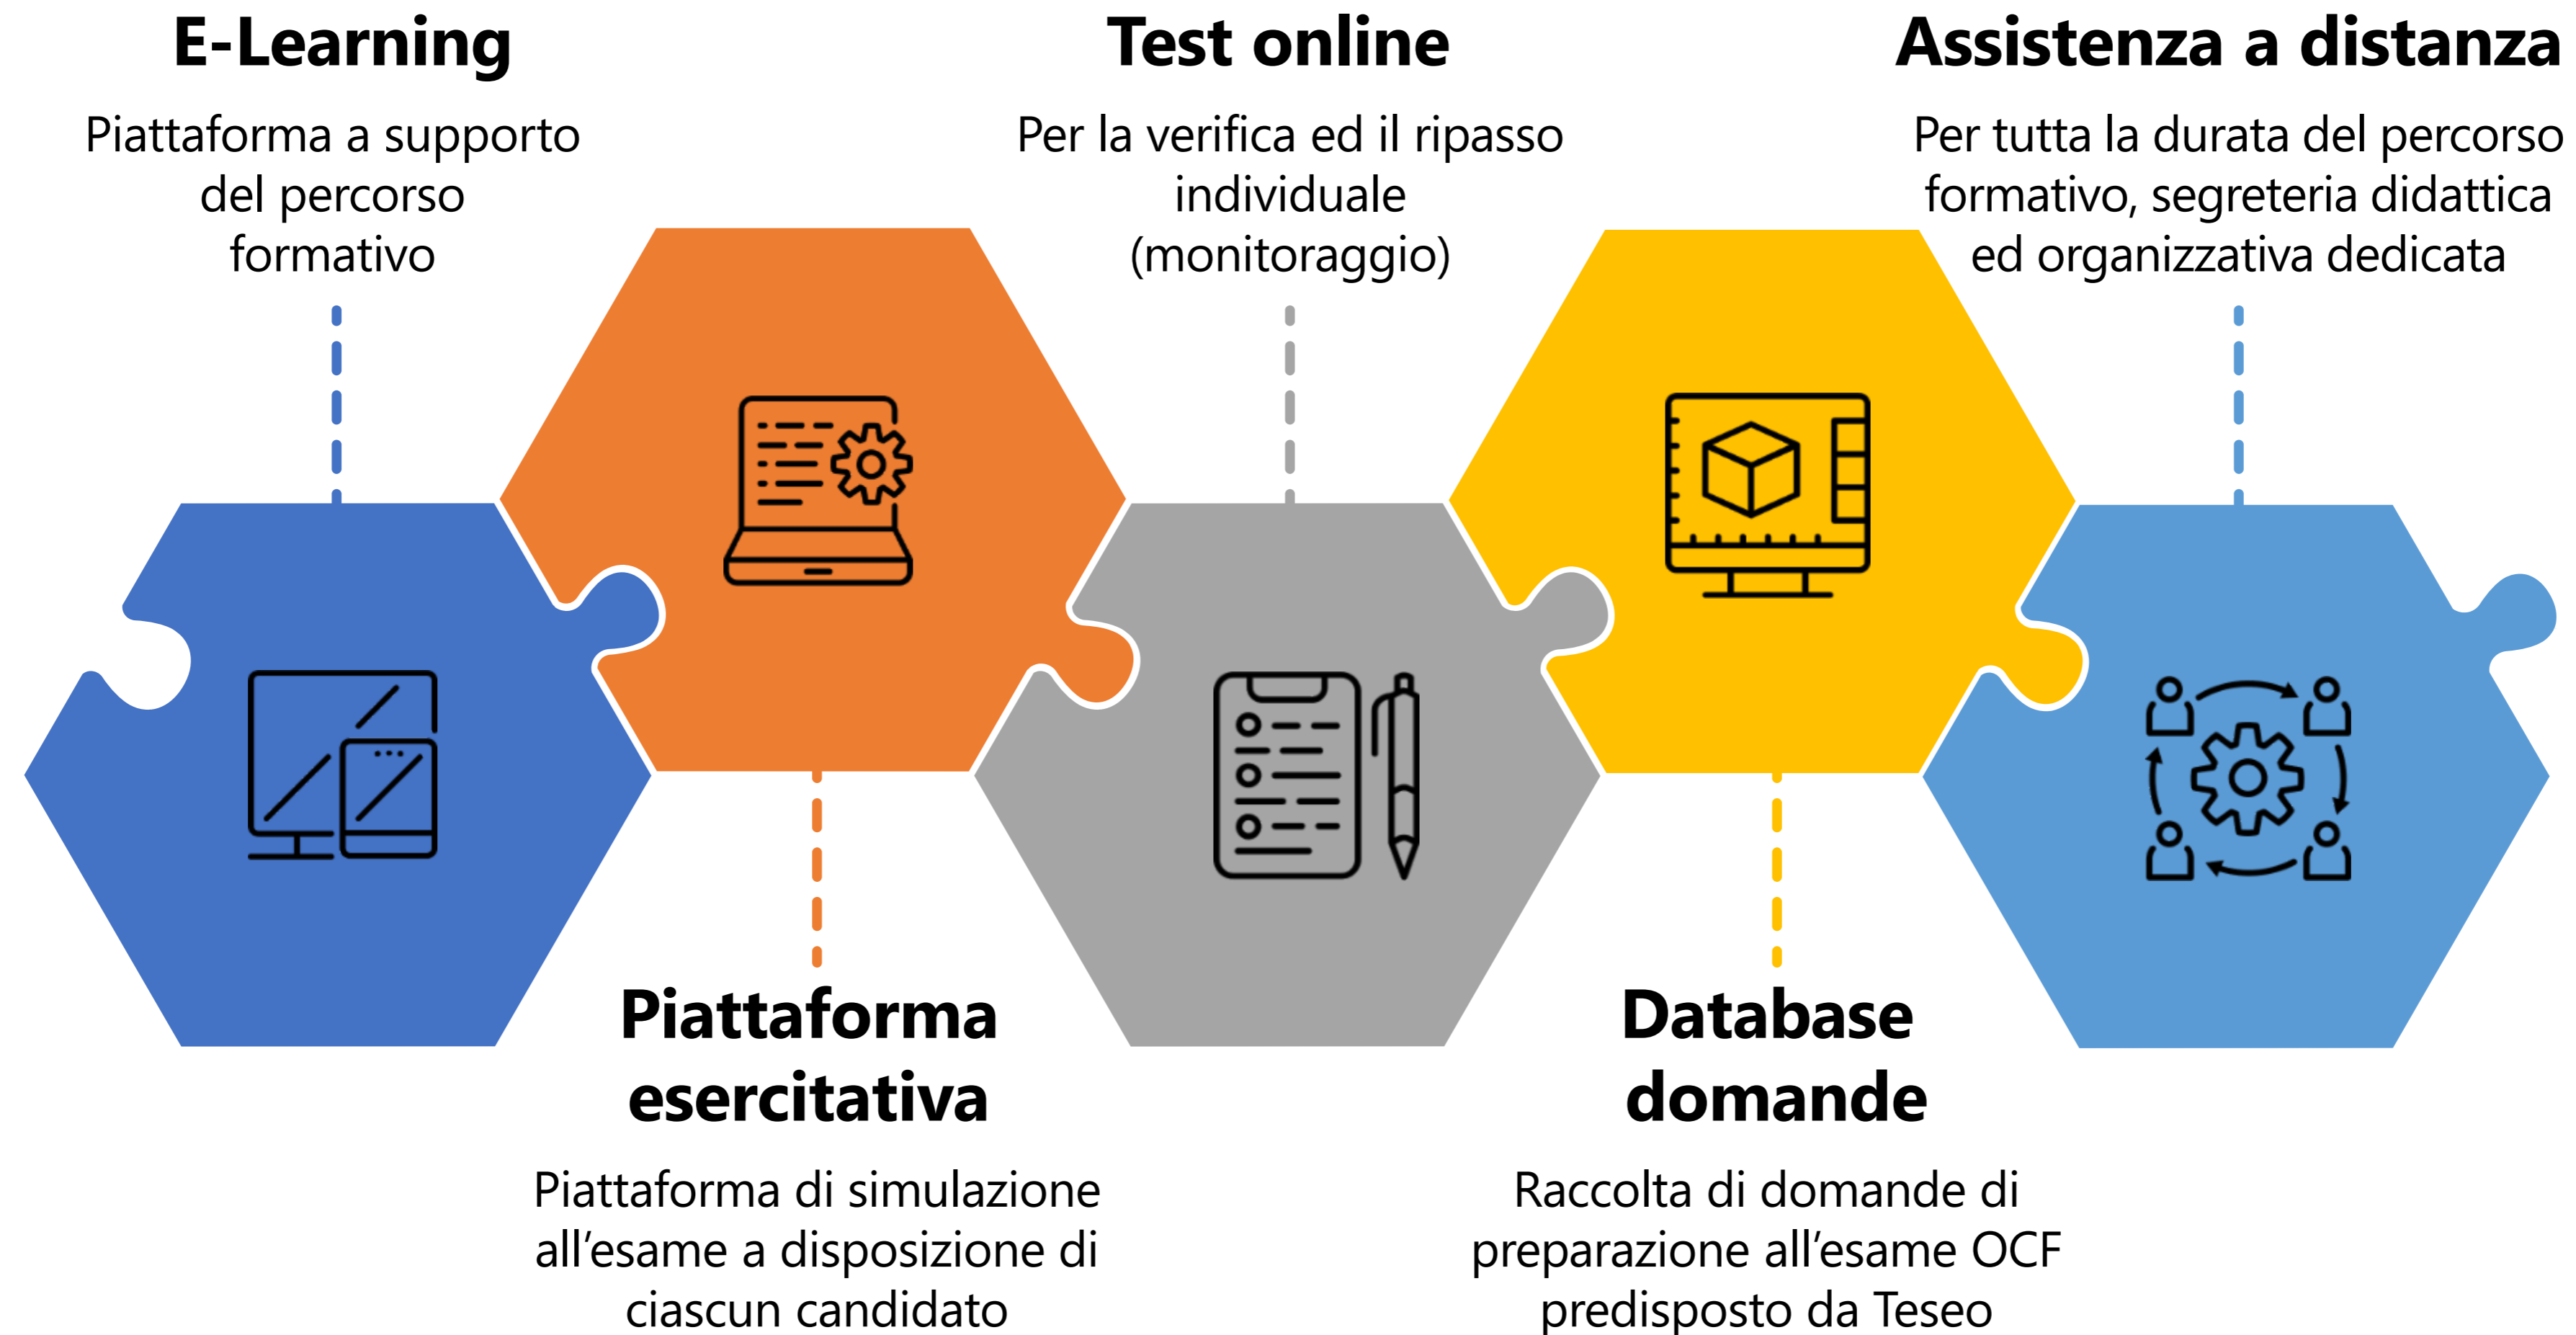 E-Learning
Piattaforma a supporto
del percorso
formativo
Test online
Per la verifica ed il ripasso
individuale
(monitoraggio)
Assistenza a distanza
Per tutta la durata del percorso
formativo, segreteria didattica
ed organizzativa dedicata
Piattaforma
esercitativa
Piattaforma di simulazione
all’esame a disposizione di
ciascun candidato
Database
domande
Raccolta di domande di
preparazione all’esame OCF
predisposto da Teseo